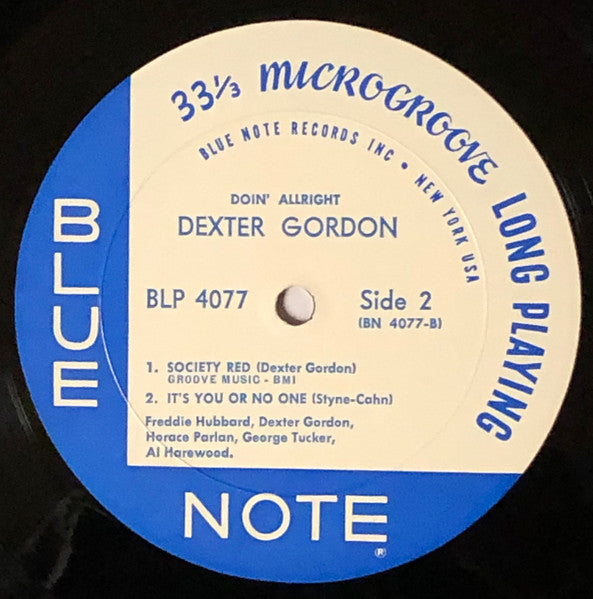 33⅓ MICROGROOVE LONG PLAYING
BLUE NOTE RECORDS INC • NEW YORK USA
DOIN' ALLRIGHT
DEXTER GORDON
BLP 4077
Side 2
(BN 4077-B)
1. SOCIETY RED (Dexter Gordon)
GROOVE MUSIC - BMI
2. IT'S YOU OR NO ONE (Styne-Cahn)
Freddie Hubbard, Dexter Gordon,
Horace Parlan, George Tucker,
Al Harewood.
BLUE
NOTE ®